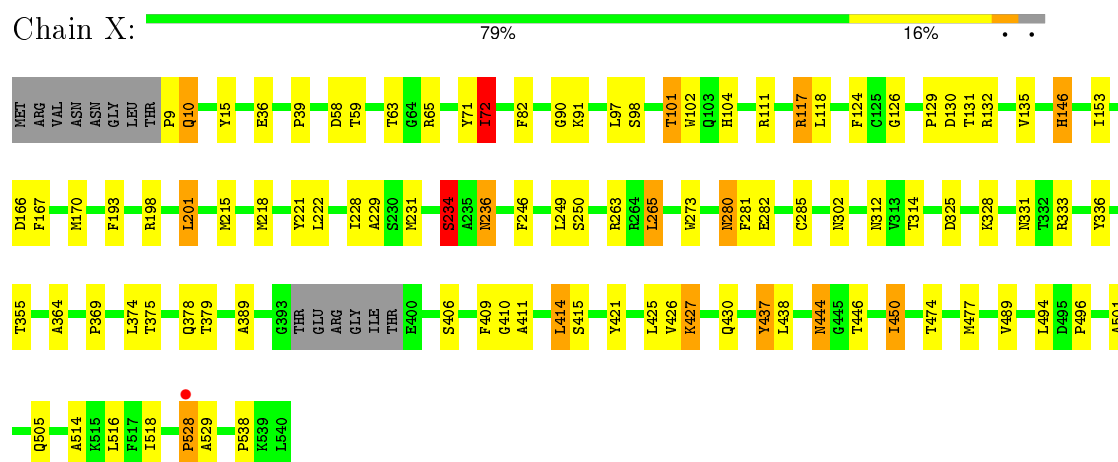 Chain X:
79% 16% • •
MET ARG VAL ASN ASN GLY LEU THR P9 Q10 Y15 E36 P39 D58 T59 T63 G64 R65 Y71 I72 F82 G90 K91 L97 S98 T101 W102 Q103 H104 R111 R117 L118 F124 C125 G126 P129 D130 T131 R132 V135 H146 I153
D166 F167 M170 F193 R198 L201 M215 M218 Y221 L222 I228 A229 S230 M231 S234 A235 N236 F246 L249 S250 R263 R264 L265 W273 N280 F281 E282 C285 N302 N312 V313 T314 D325 K328 N331 T332 R333 Y336
T355 A364 P369 L374 T375 Q378 T379 A389 G393 THR GLU ARG GLY ILE THR E400 S406 F409 G410 A411 L414 S415 Y421 L425 V426 K427 Q430 Y437 L438 N444 G445 T446 I450 T474 M477 V489 L494 D495 P496 A501
Q505 A514 K515 L516 F517 I518 P528 A529 P538 K539 L540